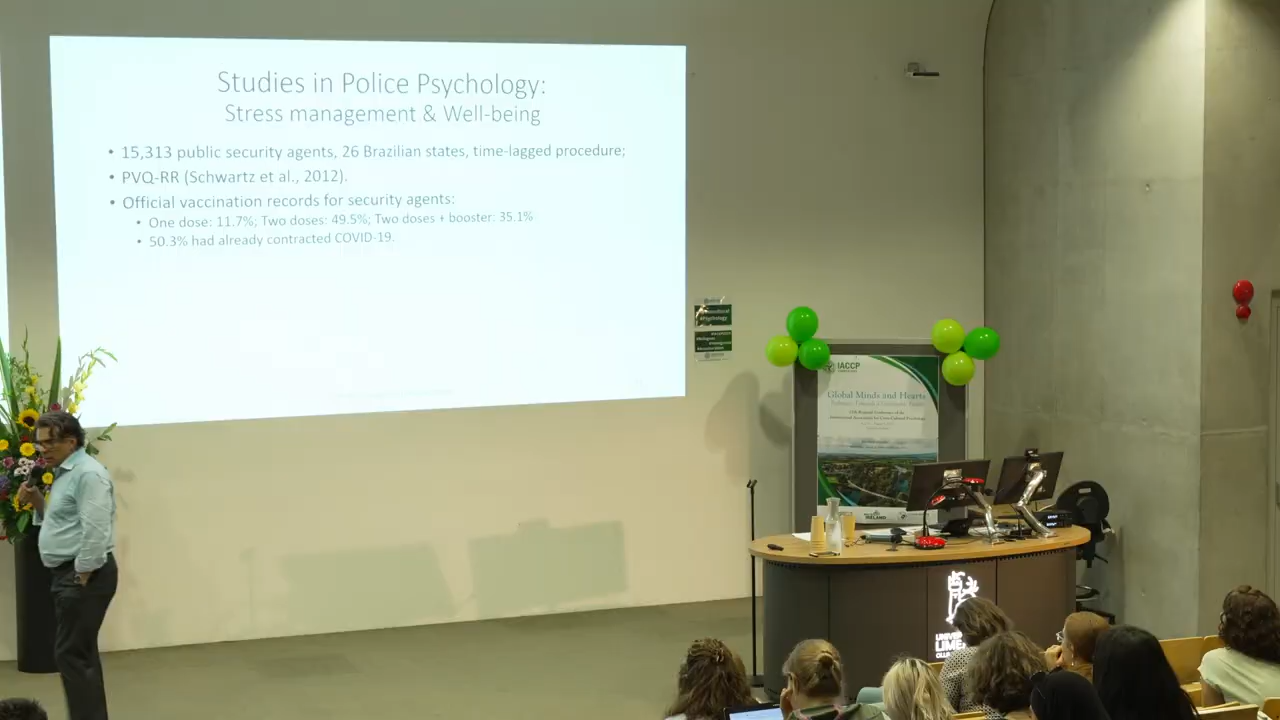 Studies in Police Psychology:
Stress management & Well-being
• 15,313 public security agents, 26 Brazilian states, time-lagged procedure;
• PVQ-RR (Schwartz et al., 2012).
• Official vaccination records for security agents:
• One dose: 11.7%; Two doses: 49.5%; Two doses + booster: 35.1%
• 50.3% had already contracted COVID-19.
IACCP
Global Minds and Hearts
IRELAND